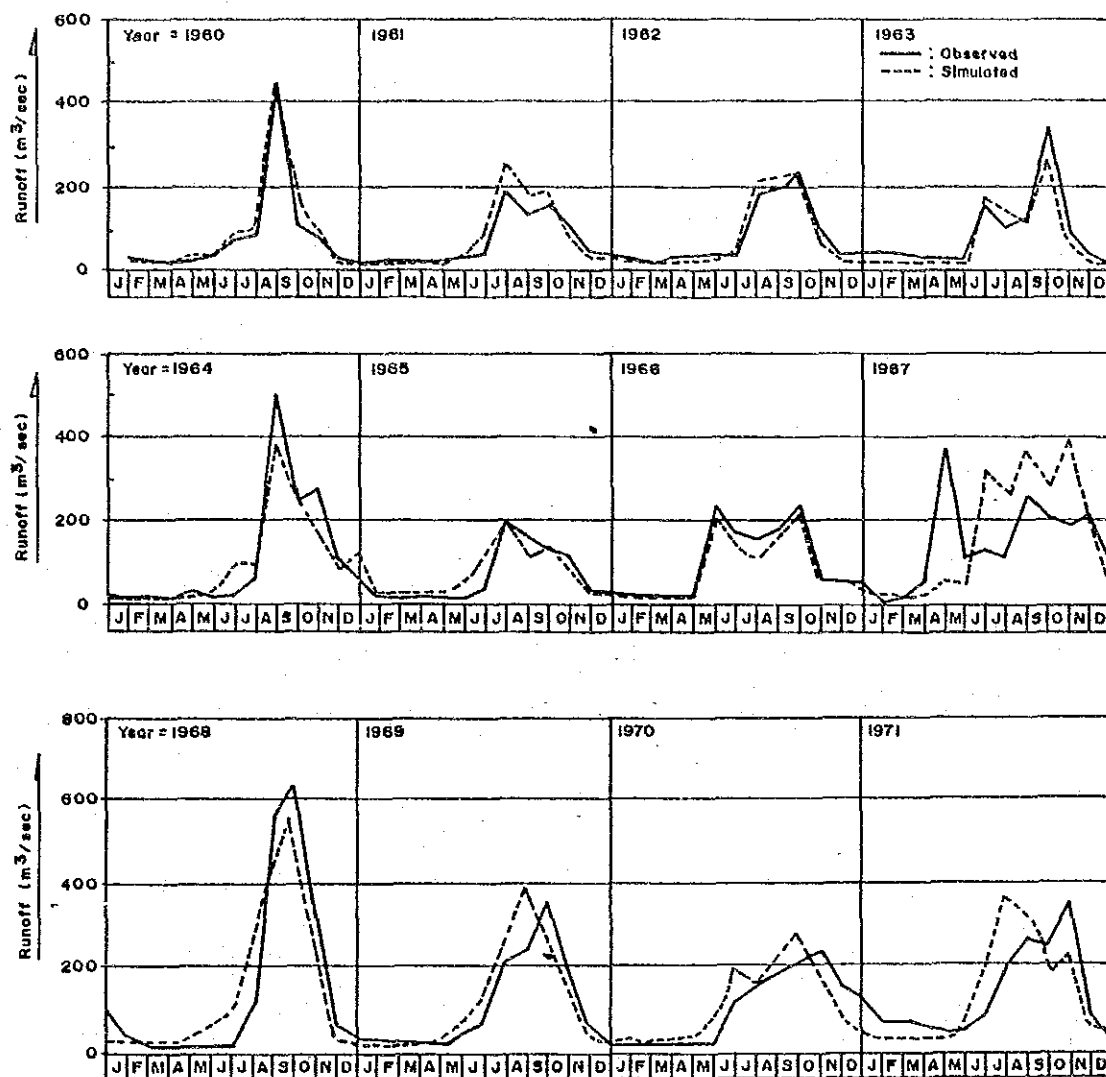 600
400
200
0
Runoff (m³/sec)
Year = 1960
1961
1962
1963
: Observed
: Simulated
J F M A M J J A S O N D J F M A M J J A S O N D J F M A M J J A S O N D J F M A M J J A S O N D
600
400
200
0
Runoff (m³/sec)
Year = 1964
1965
1966
1967
J F M A M J J A S O N D J F M A M J J A S O N D J F M A M J J A S O N D J F M A M J J A S O N D
800
600
400
200
0
Runoff (m³/sec)
Year = 1968
1969
1970
1971
J F M A M J J A S O N D J F M A M J J A S O N D J F M A M J J A S O N D J F M A M J J A S O N D